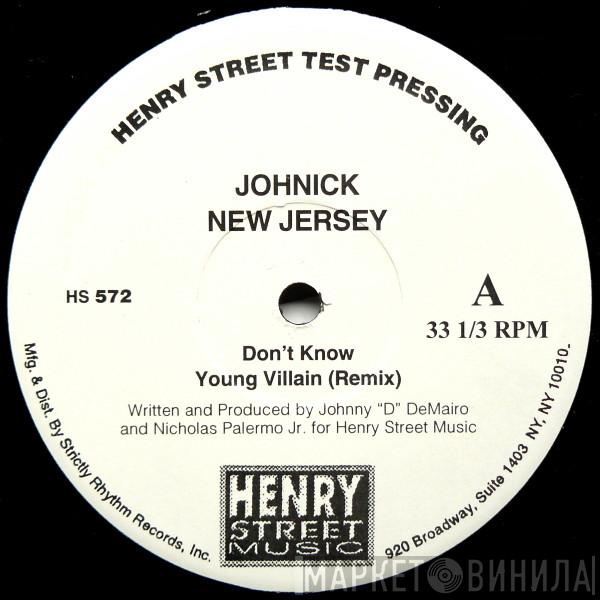 HENRY STREET TEST PRESSING
JOHNICK
NEW JERSEY
HS 572
A
33 1/3 RPM
Don't Know
Young Villain (Remix)
Written and Produced by Johnny "D" DeMairo
and Nicholas Palermo Jr. for Henry Street Music
Mfg. & Dist. By Strictly Rhythm Records, Inc.
920 Broadway, Suite 1403 NY, NY 10010
HENRY
STREET
MUSIC
МАРКЕТ ВИНИЛА